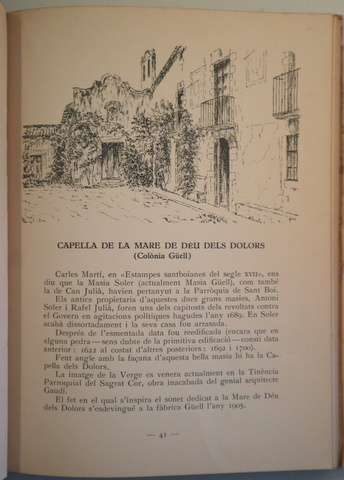 CAPELLA DE LA MARE DE DÉU DELS DOLORS
(Colònia Güell)
Carles Martí, en «Estampes santboianes del segle XVII», ens
diu que la Masia Soler (actualment Masia Güell), com també
la de Can Julià, havien pertanyut a la Parròquia de Sant Boi.
Els antics propietaris d'aquestes dues grans masies, Antoni
Soler i Rafel Julià, foren uns dels capitosts dels revoltats contra
el Govern en agitacions polítiques hagudes l'any 1689. En Soler
acabà dissortadament i la seva casa fou arrasada.
Després de l'esmentada data fou reedificada (encara que en
alguna pedra — sens dubte de la primitiva edificació — consti data
anterior : 1622 al costat d'altres posteriors : 1692 i 1700).
Fent angle amb la façana d'aquesta bella masia hi ha la Ca-
pella dels Dolors.
La imatge de la Verge es venera actualment en la Tinència
Parroquial del Sagrat Cor, obra inacabada del genial arquitecte
Gaudí.
El fet en el qual s'inspira el sonet dedicat a la Mare de Déu
dels Dolors s'esdevingué a la fàbrica Güell l'any 1905.
— 41 —